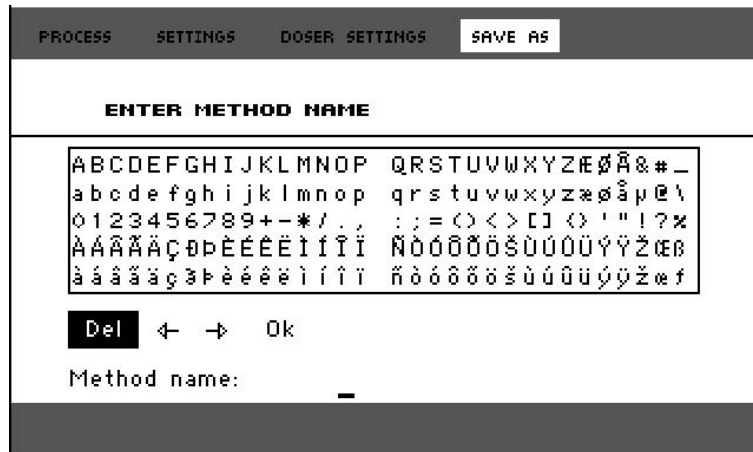 PROCESS SETTINGS DOSER SETTINGS SAVE AS
ENTER METHOD NAME
ABCDEFGHIJKLMNOP QRSTUVWXYZÆØÅ&#_
abcdefghijklmnop qrstuvwxyzæøåµ@\
0123456789+-*/., :;=()<>[]{}'"!?%
ÀÁÂÃÄÇÐÞÈÉÊËÌÍÎÏ ÑÒÓÔÕÖŠÙÚÛÜÝŸŽŒß
àáâãäçðþèéêëìíîï ñòóôõöšùúûüýÿžœƒ
Del ← → Ok
Method name: _